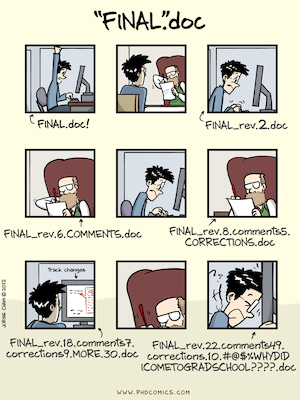 "FINAL".doc
FINAL.doc!
FINAL_rev.2.doc
FINAL_rev.6.COMMENTS.doc
FINAL_rev.8.comments5.
CORRECTIONS.doc
Track changes
FINAL_rev.18.comments7.
corrections9.MORE.30.doc
FINAL_rev.22.comments49.
corrections.10.#@$%WHYDID
ICOMETOGRADSCHOOL????.doc
JORGE CHAM © 2012
WWW.PHDCOMICS.COM